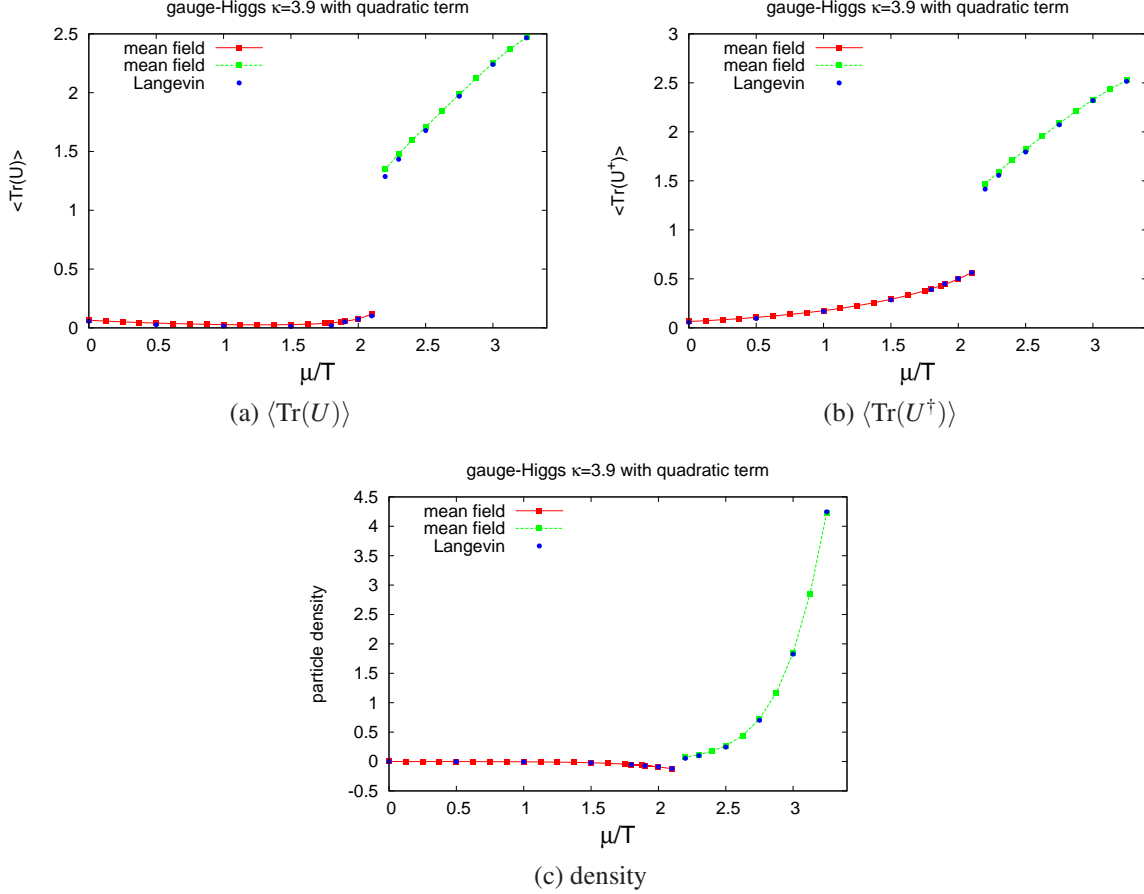 gauge-Higgs κ=3.9 with quadratic term
mean field
mean field
Langevin
2.5
2
1.5
1
0.5
0
<Tr(U)>
0 0.5 1 1.5 2 2.5 3
μ/T
(a) ⟨Tr(U)⟩
gauge-Higgs κ=3.9 with quadratic term
mean field
mean field
Langevin
3
2.5
2
1.5
1
0.5
0
<Tr(U⁺)>
0 0.5 1 1.5 2 2.5 3
μ/T
(b) ⟨Tr(U†)⟩
gauge-Higgs κ=3.9 with quadratic term
mean field
mean field
Langevin
4.5
4
3.5
3
2.5
2
1.5
1
0.5
0
-0.5
particle density
0 0.5 1 1.5 2 2.5 3
μ/T
(c) density